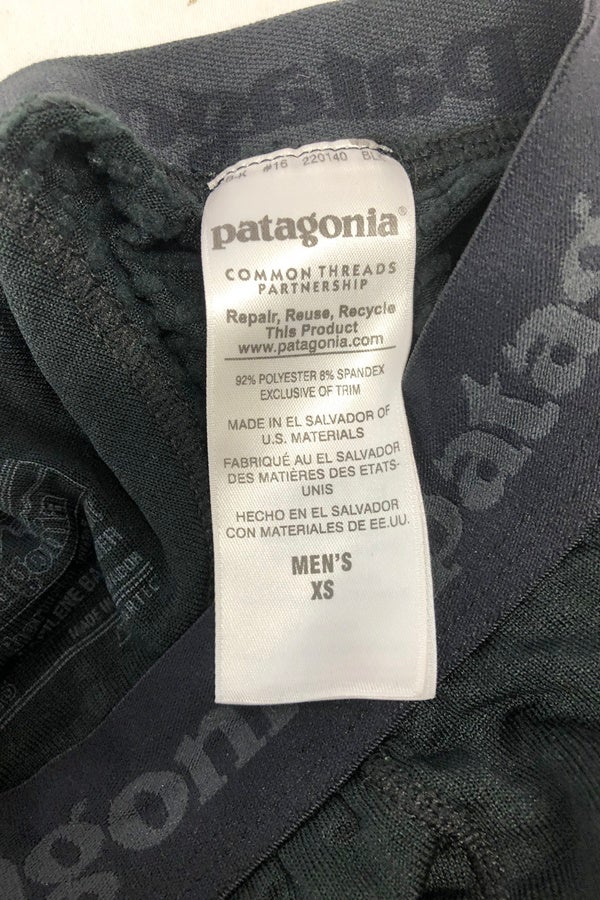 #16 220140
patagonia®
COMMON THREADS
PARTNERSHIP
Repair, Reuse, Recycle
This Product
www.patagonia.com
92% POLYESTER 8% SPANDEX
EXCLUSIVE OF TRIM
MADE IN EL SALVADOR OF
U.S. MATERIALS
FABRIQUÉ AU EL SALVADOR
DES MATIÈRES DES ETATS-
UNIS
HECHO EN EL SALVADOR
CON MATERIALES DE EE.UU.
MEN'S
XS
patag
gonia